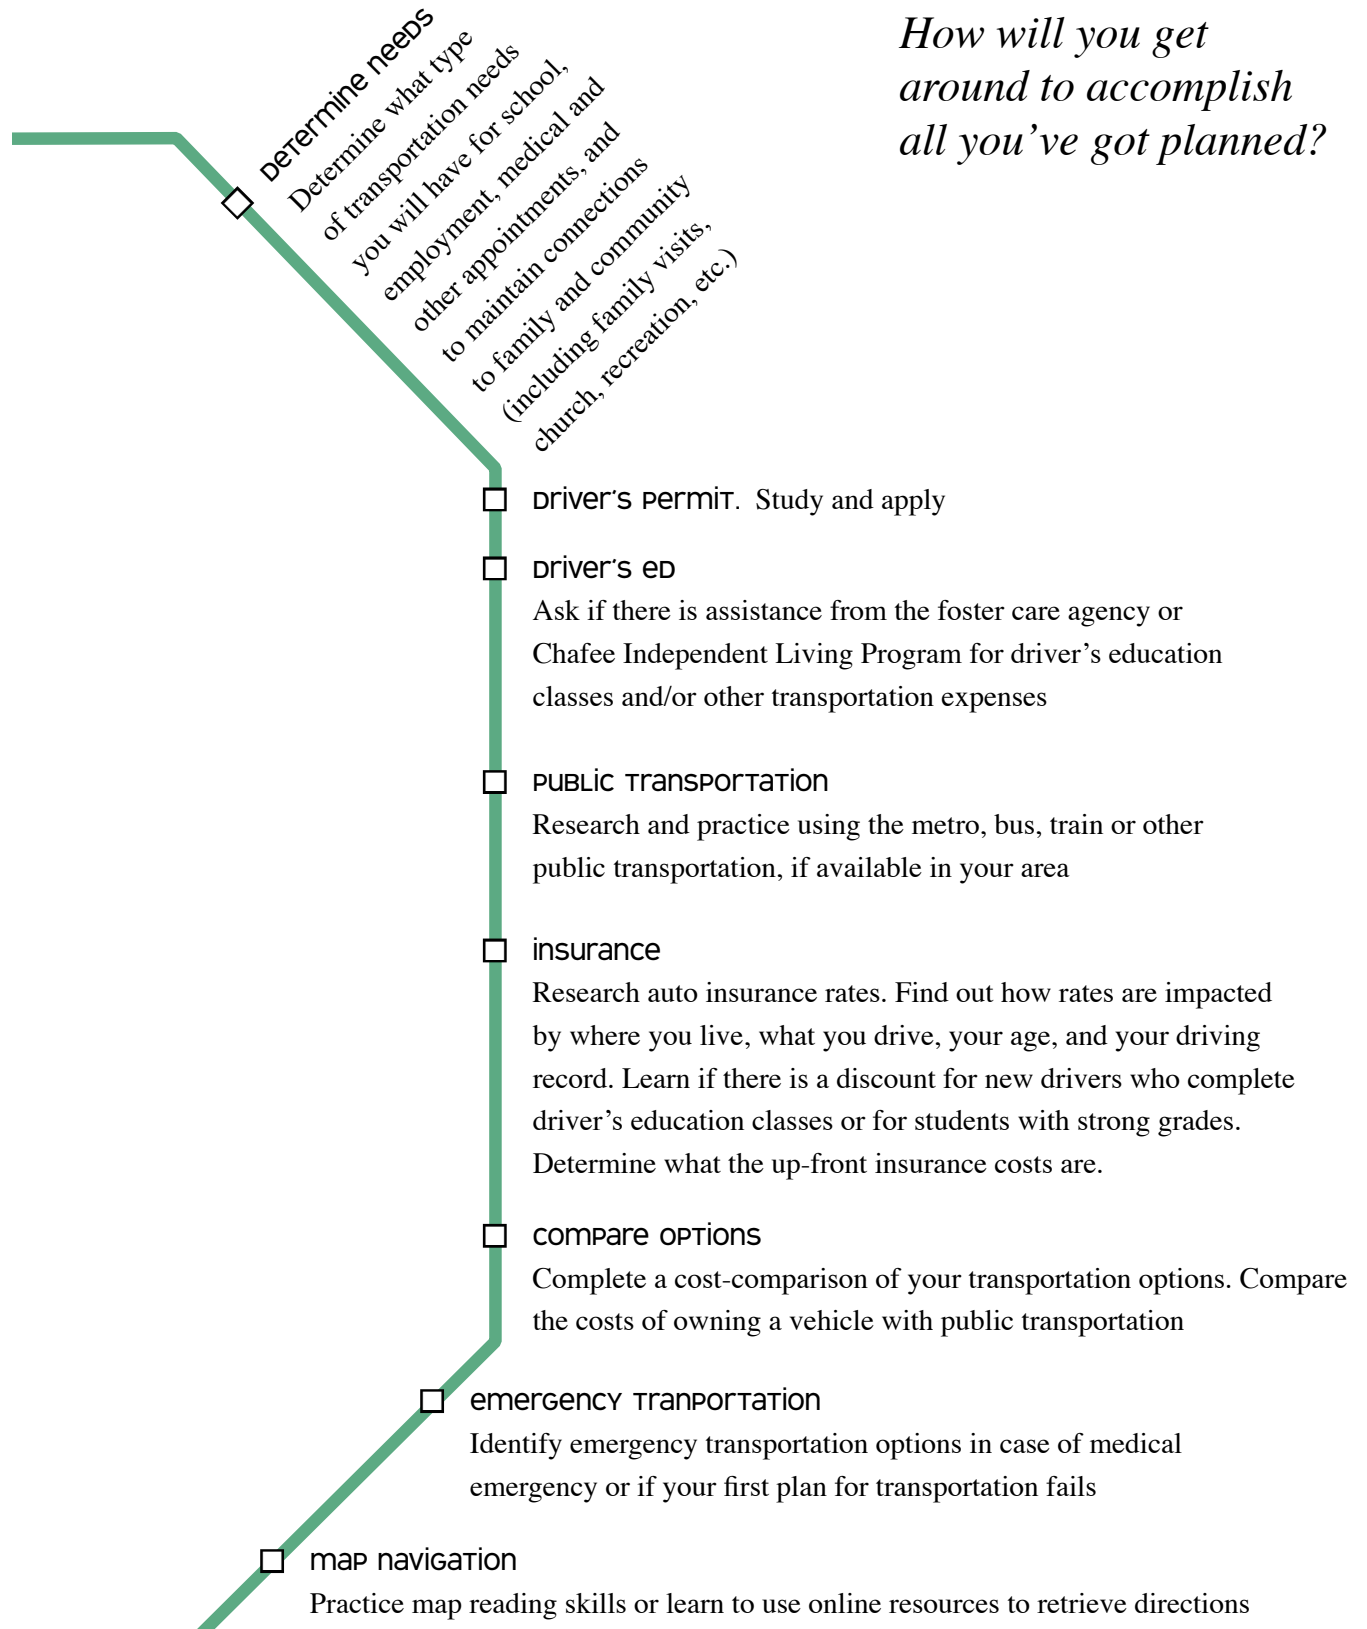 How will you get
around to accomplish
all you’ve got planned?
Determine needs
Determine what type
of transportation needs
you will have for school,
employment, medical and
other appointments, and
to maintain connections
to family and community
(including family visits,
church, recreation, etc.)
Driver’s permit. Study and apply
Driver’s ed
Ask if there is assistance from the foster care agency or
Chafee Independent Living Program for driver’s education
classes and/or other transportation expenses
Public transportation
Research and practice using the metro, bus, train or other
public transportation, if available in your area
insurance
Research auto insurance rates. Find out how rates are impacted
by where you live, what you drive, your age, and your driving
record. Learn if there is a discount for new drivers who complete
driver’s education classes or for students with strong grades.
Determine what the up-front insurance costs are.
compare options
Complete a cost-comparison of your transportation options. Compare
the costs of owning a vehicle with public transportation
emergency tranportation
Identify emergency transportation options in case of medical
emergency or if your first plan for transportation fails
map navigation
Practice map reading skills or learn to use online resources to retrieve directions